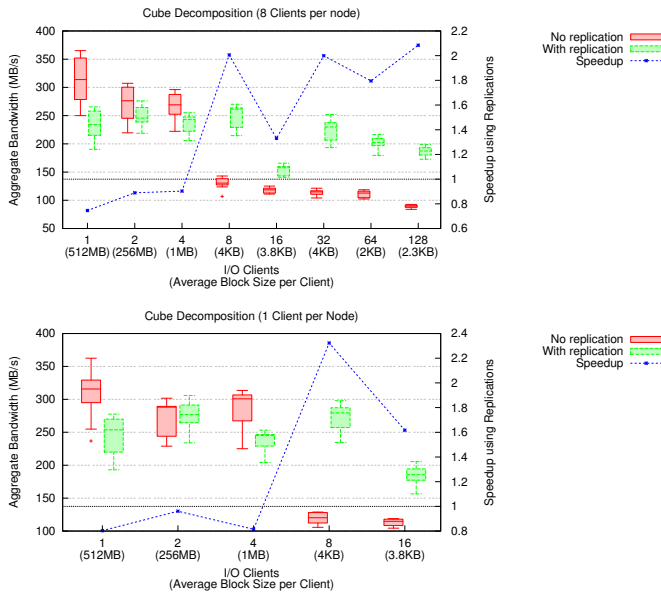 Cube Decomposition (8 Clients per node)
No replication
With replication
Speedup
Aggregate Bandwidth (MB/s)
400
350
300
250
200
150
100
50
2.2
2
1.8
1.6
1.4
1.2
1
0.8
0.6
Speedup using Replications
1 2 4 8 16 32 64 128
(512MB) (256MB) (1MB) (4KB) (3.8KB) (4KB) (2KB) (2.3KB)
I/O Clients
(Average Block Size per Client)
Cube Decomposition (1 Client per Node)
No replication
With replication
Speedup
Aggregate Bandwidth (MB/s)
400
350
300
250
200
150
100
2.4
2.2
2
1.8
1.6
1.4
1.2
1
0.8
Speedup using Replications
1 2 4 8 16
(512MB) (256MB) (1MB) (4KB) (3.8KB)
I/O Clients
(Average Block Size per Client)